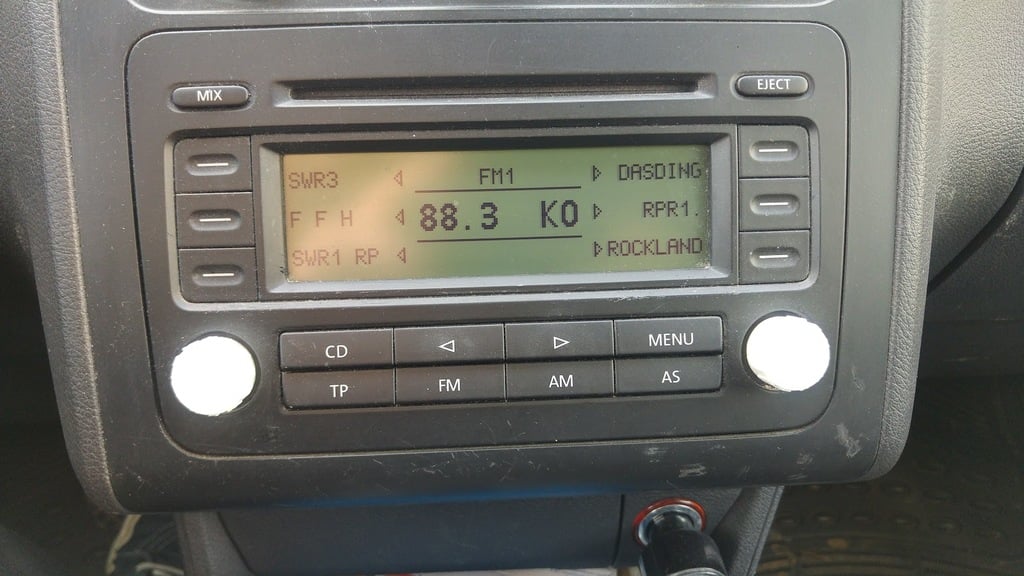 MIX EJECT
SWR3 FM1 DASDING
F F H 88.3 KO RPR1.
SWR1 RP ROCKLAND
CD MENU
TP FM AM AS